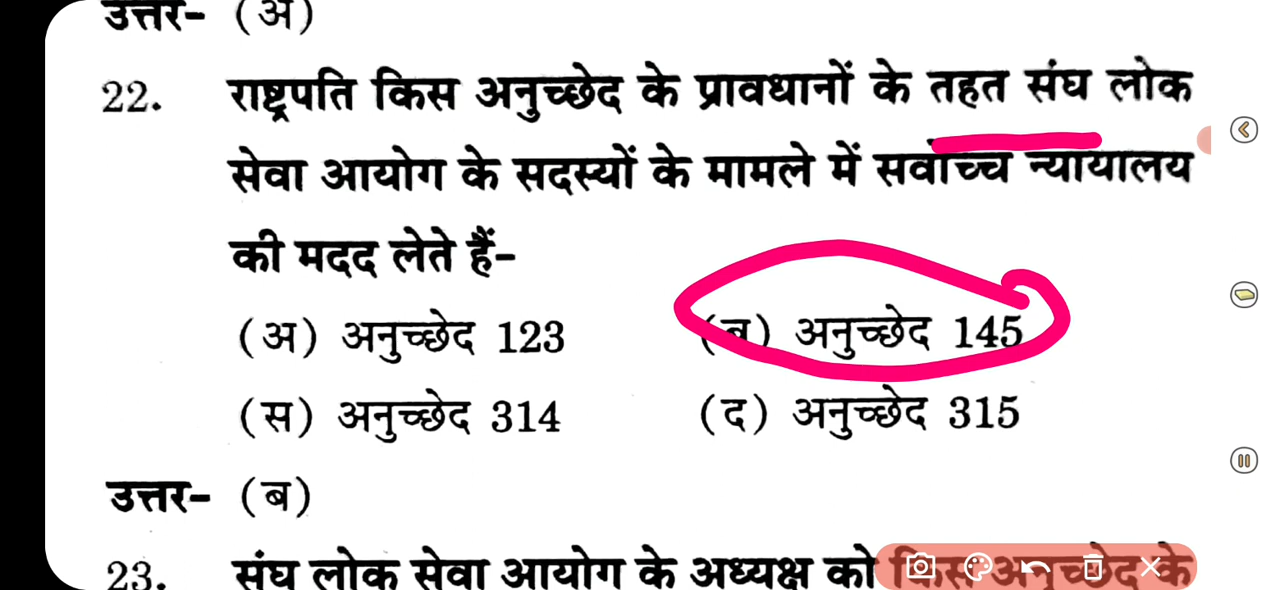 उत्तर- (अ)
22. राष्ट्रपति किस अनुच्छेद के प्रावधानों के तहत संघ लोक
सेवा आयोग के सदस्यों के मामले में सर्वोच्च न्यायालय
की मदद लेते हैं-
(अ) अनुच्छेद 123 (ब) अनुच्छेद 145
(स) अनुच्छेद 314 (द) अनुच्छेद 315
उत्तर- (ब)
23. संघ लोक सेवा आयोग के अध्यक्ष को किस अनुच्छेद के